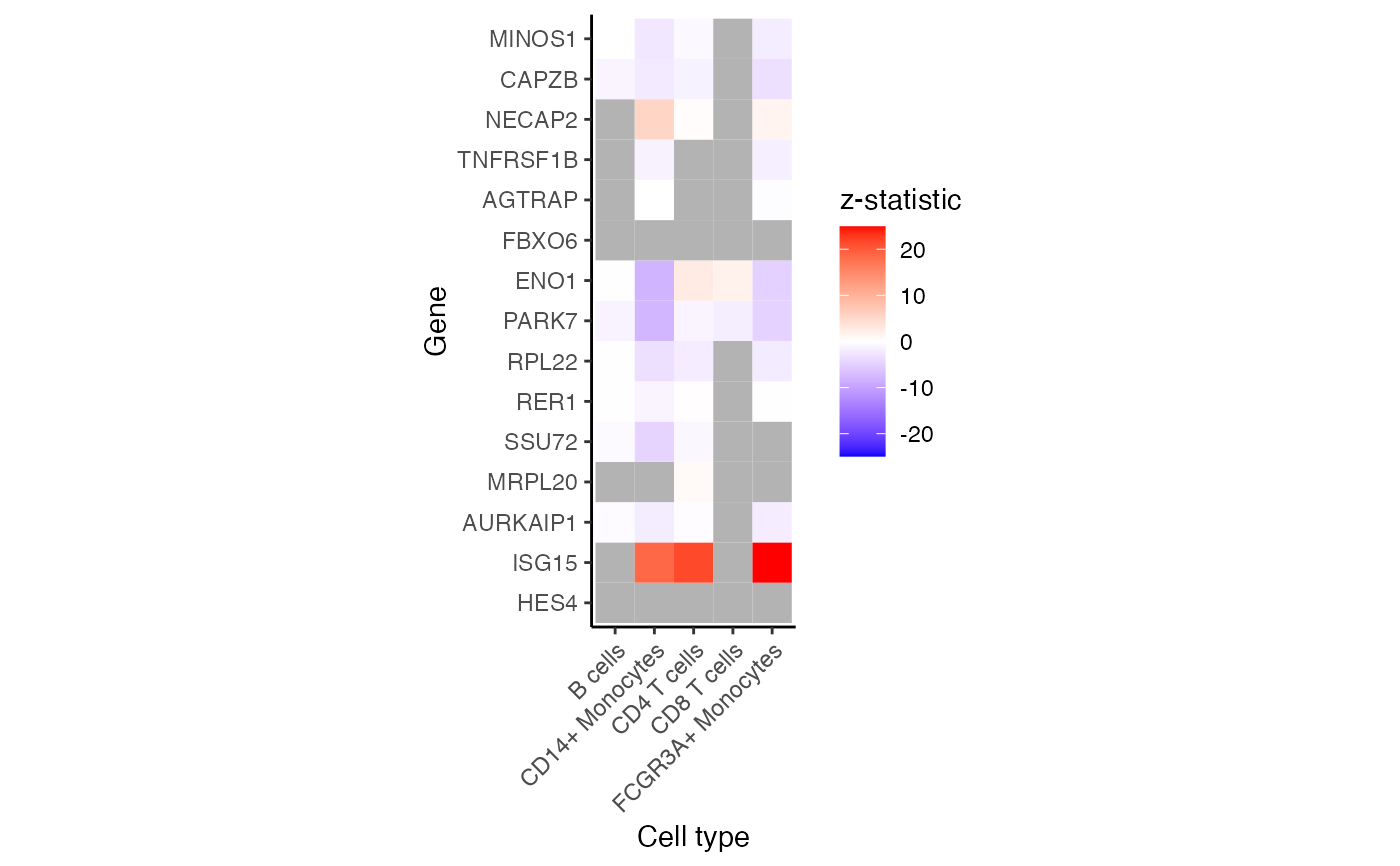 MINOS1
CAPZB
NECAP2
TNFRSF1B
AGTRAP
FBXO6
ENO1
PARK7
RPL22
RER1
SSU72
MRPL20
AURKAIP1
ISG15
HES4
Gene
B cells
CD14+ Monocytes
CD4 T cells
CD8 T cells
FCGR3A+ Monocytes
Cell type
z-statistic
20
10
0
-10
-20